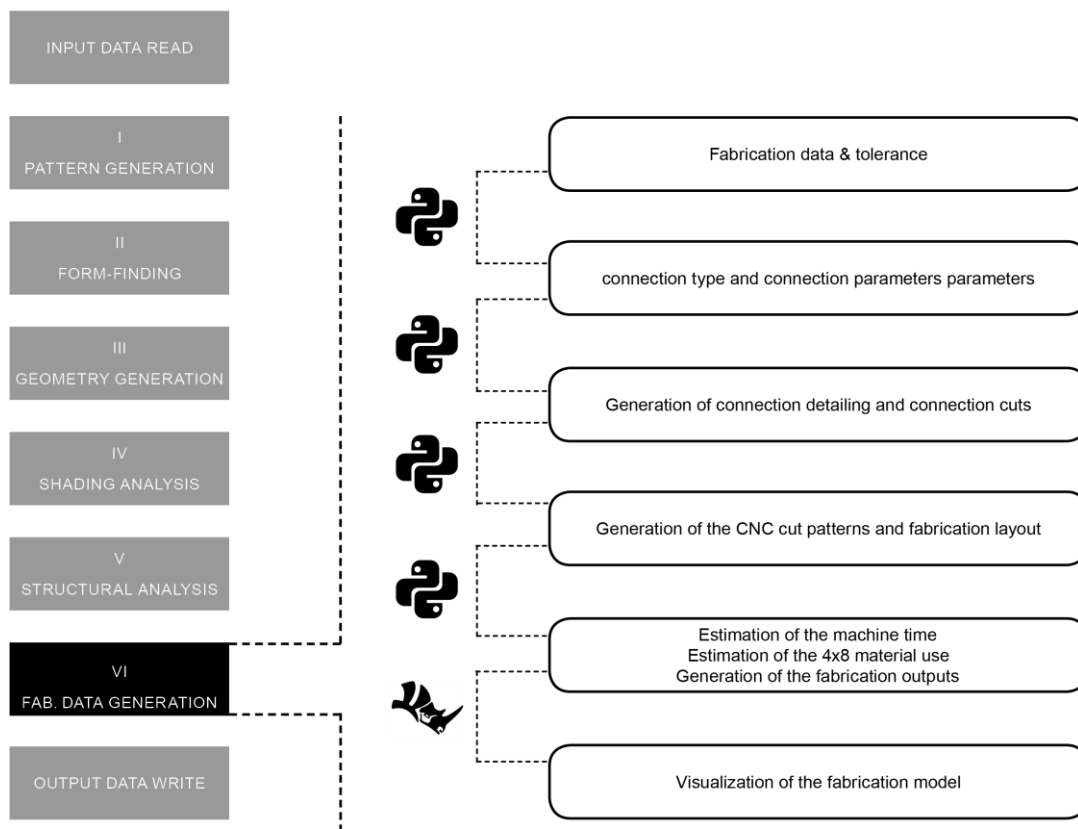 INPUT DATA READ
I
PATTERN GENERATION
II
FORM-FINDING
III
GEOMETRY GENERATION
IV
SHADING ANALYSIS
V
STRUCTURAL ANALYSIS
VI
FAB. DATA GENERATION
OUTPUT DATA WRITE
Fabrication data & tolerance
connection type and connection parameters parameters
Generation of connection detailing and connection cuts
Generation of the CNC cut patterns and fabrication layout
Estimation of the machine time
Estimation of the 4x8 material use
Generation of the fabrication outputs
Visualization of the fabrication model